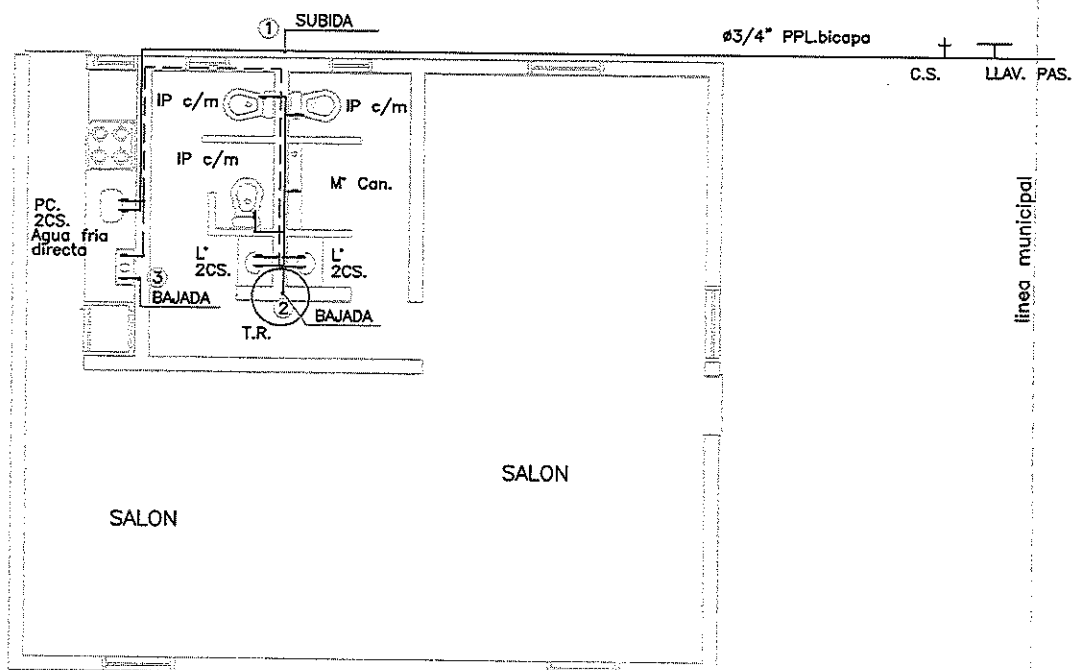 ① SUBIDA
ø3/4" PPL.bicapa
C.S.
LLAV. PAS.
IP c/m
IP c/m
IP c/m
M° Can.
PC.
2CS.
Agua fria
directa
L°
2CS.
L°
2CS.
③
BAJADA
②
BAJADA
T.R.
linea municipal
SALON
SALON